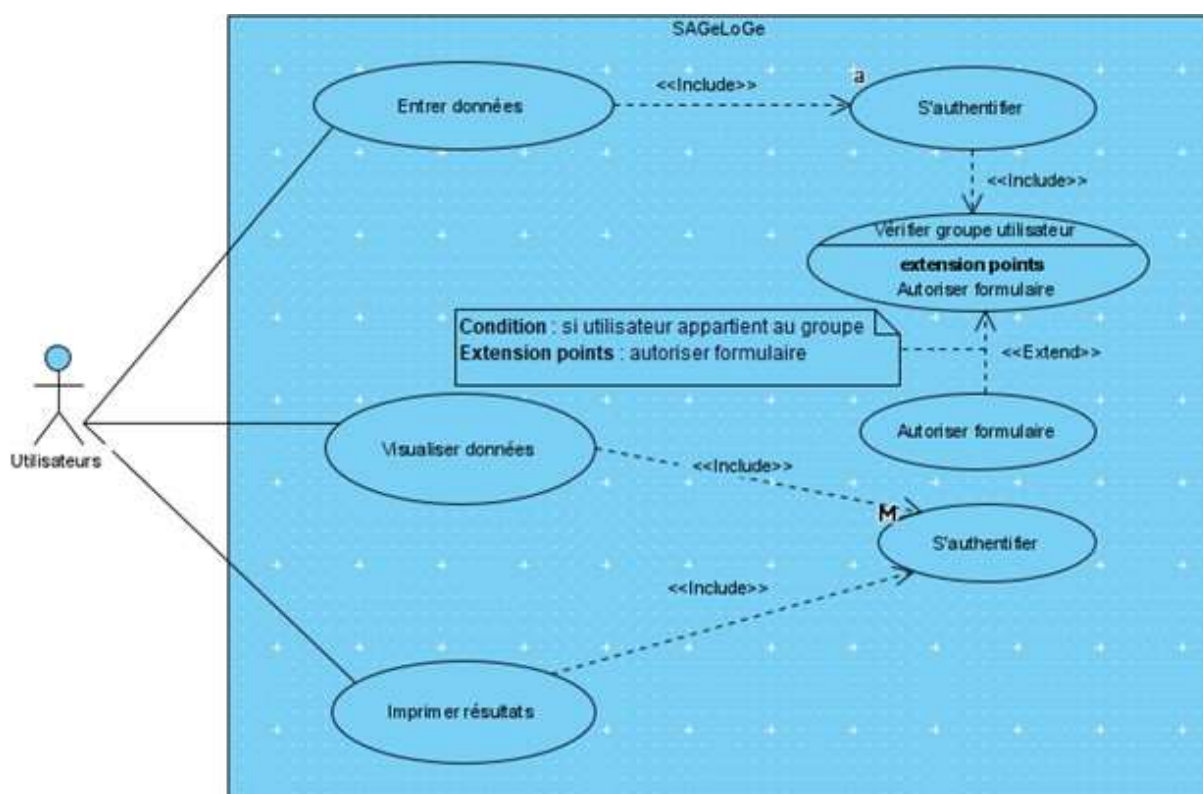 SAGeLoGe
Entrer données
<<Include>>
a
S'authentifier
<<Include>>
Vérifier groupe utilisateur
extension points
Autoriser formulaire
Condition : si utilisateur appartient au groupe
Extension points : autoriser formulaire
<<Extend>>
Autoriser formulaire
Utilisateurs
Visualiser données
<<Include>>
M
S'authentifier
<<Include>>
Imprimer résultats